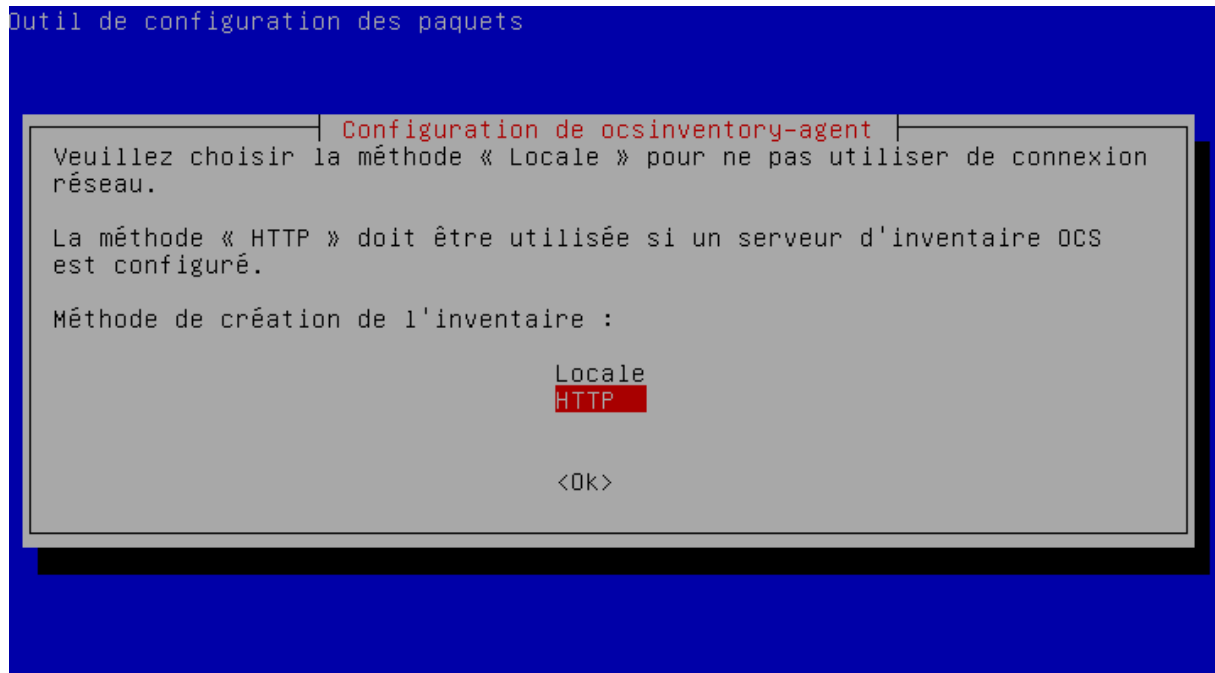 Outil de configuration des paquets
Configuration de ocsinventory-agent
Veuillez choisir la méthode « Locale » pour ne pas utiliser de connexion
réseau.
La méthode « HTTP » doit être utilisée si un serveur d'inventaire OCS
est configuré.
Méthode de création de l'inventaire :
Locale
HTTP
<Ok>